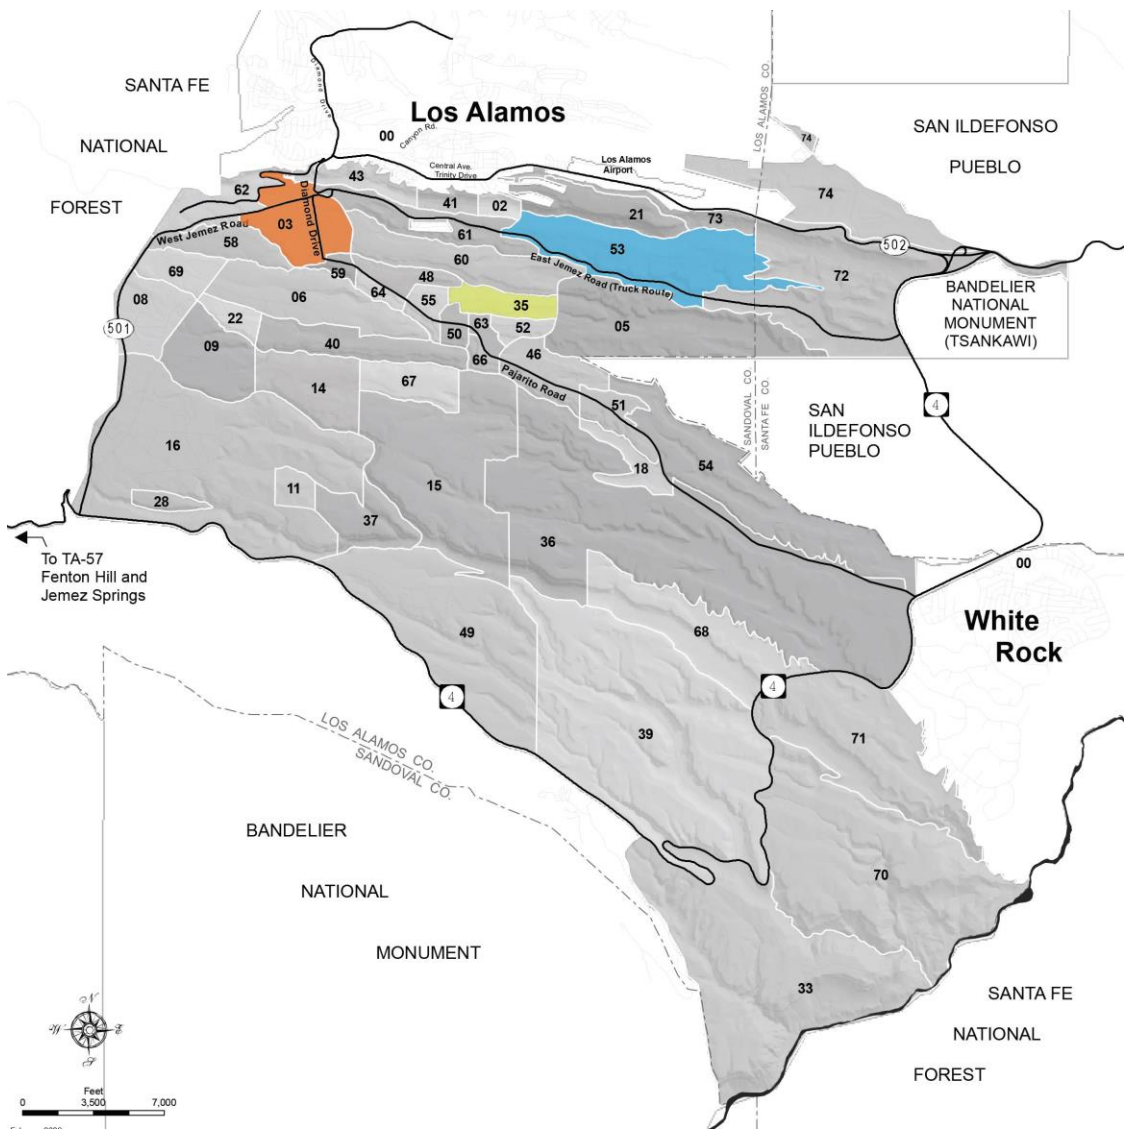 SANTA FE
NATIONAL
FOREST
Diamond Drive
Los Alamos
00
Canyon Rd.
Central Ave.
Trinity Drive
Los Alamos
Airport
LOS ALAMOS CO.
SAN ILDEFONSO
PUEBLO
74
74
62
43
41
02
21
73
502
03
Diamond Drive
West Jemez Road
58
61
53
72
60
East Jemez Road (Truck Route)
BANDELIER
NATIONAL
MONUMENT
(TSANKAWI)
69
59
48
08
06
64
55
35
05
501
22
63
52
50
09
40
46
66
14
67
Pajarito Road
SANDOVAL CO.
SANTA FE CO.
51
4
SAN
ILDEFONSO
PUEBLO
16
18
54
11
15
28
37
36
To TA-57
Fenton Hill and
Jemez Springs
00
White
Rock
49
68
4
4
LOS ALAMOS CO.
SANDOVAL CO.
39
71
BANDELIER
NATIONAL
MONUMENT
70
33
SANTA FE
NATIONAL
FOREST
N
W
E
S
Feet
0
3,500
7,000